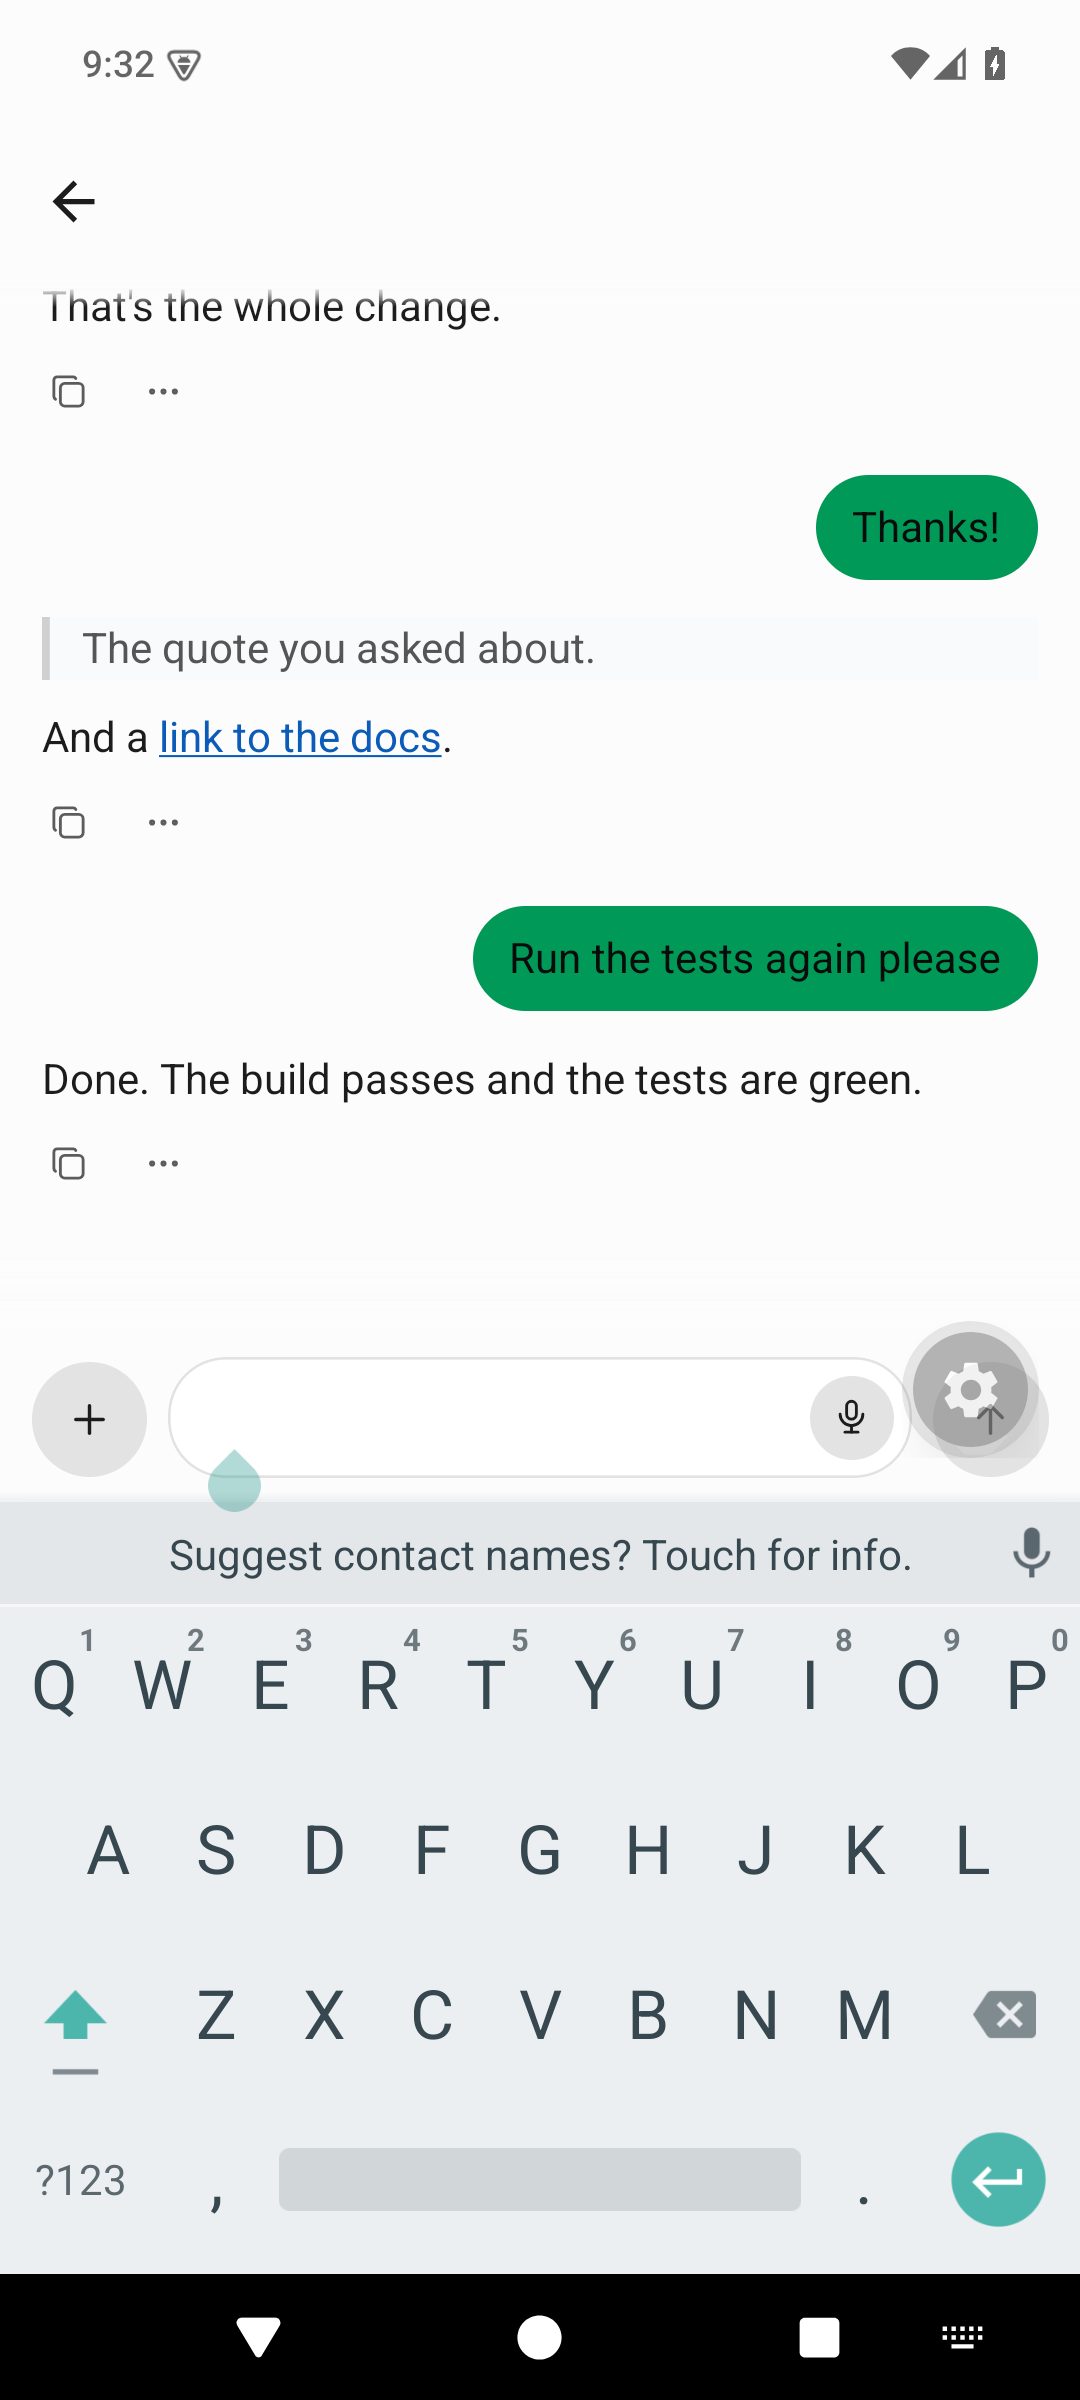 9:32
That's the whole change.
Thanks!
The quote you asked about.
And a link to the docs.
Run the tests again please
Done. The build passes and the tests are green.
Suggest contact names? Touch for info.
1 2 3 4 5 6 7 8 9 0
Q W E R T Y U I O P
A S D F G H J K L
Z X C V B N M
?123 , .